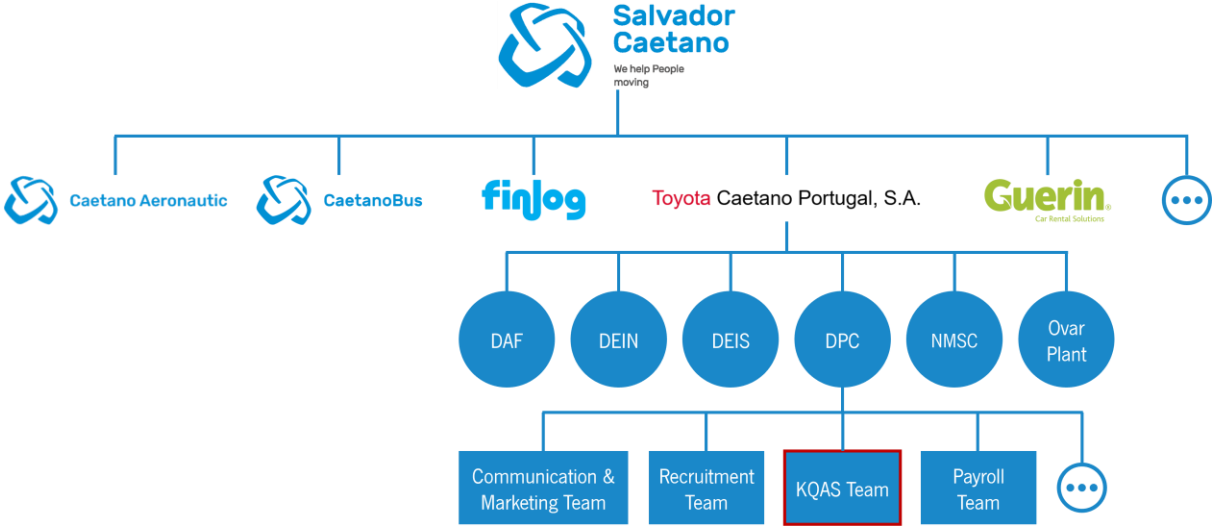 Salvador
Caetano
We help People
moving
Caetano Aeronautic
CaetanoBus
finlog
Toyota Caetano Portugal, S.A.
Guerin®
Car Rental Solutions
DAF
DEIN
DEIS
DPC
NMSC
Ovar
Plant
Communication &
Marketing Team
Recruitment
Team
KQAS Team
Payroll
Team